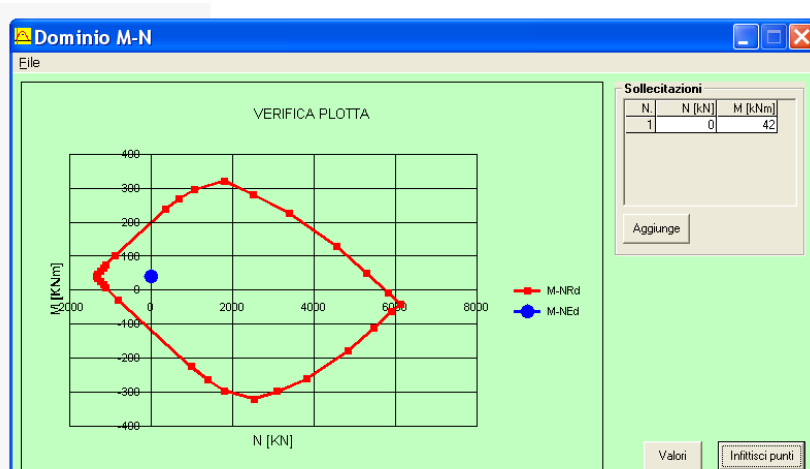 Dominio M-N
File
VERIFICA PLOTTA
400
300
200
100
0
-100
-200
-300
-400
M [KNm]
-2000
0
2000
4000
6000
8000
N [KN]
M-NRd
M-NEd
Sollecitazioni
N. N [kN] M [kNm]
1 0 42
Aggiunge
Valori
Infittisci punti